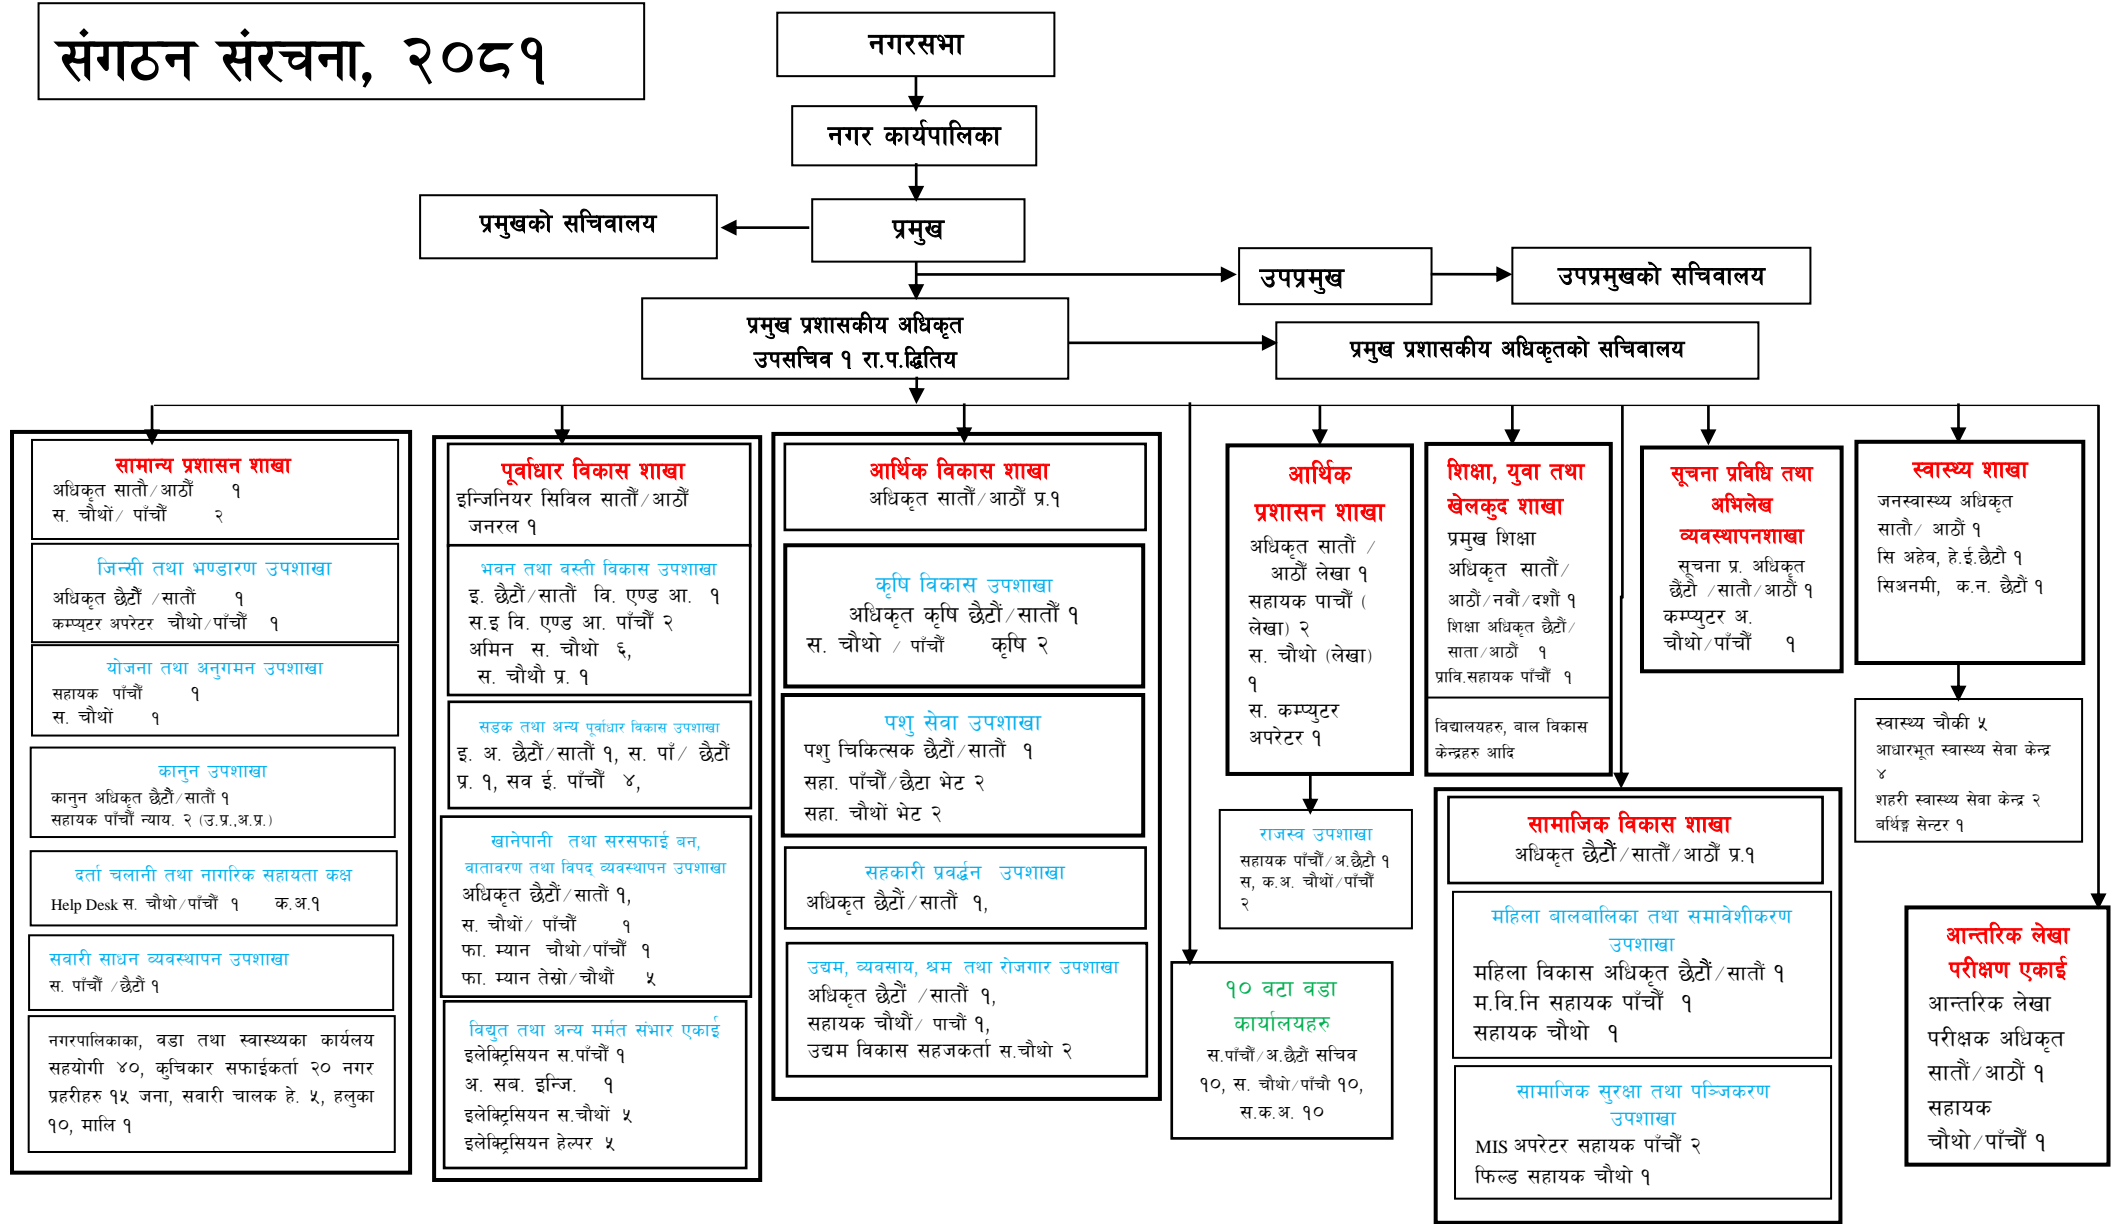 संगठन संरचना, २०८१
नगरसभा
नगर कार्यपालिका
प्रमुखको सचिवालय
प्रमुख
उपप्रमुख
उपप्रमुखको सचिवालय
प्रमुख प्रशासकीय अधिकृत
उपसचिव १ रा.प.द्धितिय
प्रमुख प्रशासकीय अधिकृतको सचिवालय
सामान्य प्रशासन शाखा
अधिकृत सातौ/आठौं १
स. चौथों/ पाँचौं २
जिन्सी तथा भण्डारण उपशाखा
अधिकृत छैटौं /सातौं १
कम्प्यटर अपरेटर चौथो/पाँचौं १
योजना तथा अनुगमन उपशाखा
सहायक पाँचौं १
स. चौथों १
कानुन उपशाखा
कानुन अधिकृत छैटौं/सातौं १
सहायक पाँचौं न्याय. २ (उ.प्र.,अ.प्र.)
दर्ता चलानी तथा नागरिक सहायता कक्ष
Help Desk स. चौथो/पाँचौं १ क.अ.१
सवारी साधन व्यवस्थापन उपशाखा
स. पाँचौं /छैटौं १
नगरपालिकाका, वडा तथा स्वास्थ्यका कार्यलय
सहयोगी ४०, कुचिकार सफाईकर्ता २० नगर
प्रहरीहरु १५ जना, सवारी चालक हे. ५, हलुका
१०, मालि १
पूर्वाधार विकास शाखा
इन्जिनियर सिविल सातौं/आठौं
जनरल १
भवन तथा वस्ती विकास उपशाखा
इ. छैटौं/सातौं वि. एण्ड आ. १
स.इ वि. एण्ड आ. पाँचौं २
अमिन स. चौथो ६,
स. चौथौ प्र. १
सडक तथा अन्य पूर्वाधार विकास उपशाखा
इ. अ. छैटौं/सातौं १, स. पाँ/ छैटौं
प्र. १, सव ई. पाँचौं ४,
खानेपानी तथा सरसफाई बन,
वातावरण तथा विपद् व्यवस्थापन उपशाखा
अधिकृत छैटौं/सातौं १,
स. चौथों/ पाचौं १
फा. म्यान चौथो/पाँचौं १
फा. म्यान तेस्रो/चौथौं ५
विद्युत तथा अन्य मर्मत संभार एकाई
इलेक्ट्रिसियन स.पाँचौं १
अ. सब. इन्जि. १
इलेक्ट्रिसियन स.चौथों ५
इलेक्ट्रिसियन हेल्पर ५
आर्थिक विकास शाखा
अधिकृत सातौं/आठौं प्र.१
कृषि विकास उपशाखा
अधिकृत कृषि छैटौं/सातौं १
स. चौथो / पाँचौं कृषि २
पशु सेवा उपशाखा
पशु चिकित्सक छैटौं/सातौं १
सहा. पाँचौं/छैटा भेट २
सहा. चौथों भेट २
सहकारी प्रवर्द्धन उपशाखा
अधिकृत छैटौं/सातौं १,
उद्यम, व्यवसाय, श्रम तथा रोजगार उपशाखा
अधिकृत छैटौं /सातौं १,
सहायक चौथौं/ पाचौं १,
उद्यम विकास सहजकर्ता स.चौथो २
१० वटा वडा
कार्यालयहरु
स.पाँचौं/अ.छैटौं सचिव
१०, स. चौथो/पाँचौ १०,
स.क.अ. १०
आर्थिक
प्रशासन शाखा
अधिकृत सातौं /
आठौं लेखा १
सहायक पाचौं (
लेखा) २
स. चौथो (लेखा)
१
स. कम्प्युटर
अपरेटर १
राजस्व उपशाखा
सहायक पाँचौं/अ.छैटौ १
स, क.अ. चौथों/पाँचौं
२
शिक्षा, युवा तथा
खेलकुद शाखा
प्रमुख शिक्षा
अधिकृत सातौं/
आठौं/नवौं/दशौं १
शिक्षा अधिकृत छैटौं/
साता/आठौं १
प्रावि.सहायक पाँचौं १
विद्यालयहरु, बाल विकास
केन्द्रहरु आदि
सामाजिक विकास शाखा
अधिकृत छैटौं/सातौं/आठौं प्र.१
महिला बालबालिका तथा समावेशीकरण
उपशाखा
महिला विकास अधिकृत छैटौं/सातौं १
म.वि.नि सहायक पाँचौं १
सहायक चौथो १
सामाजिक सुरक्षा तथा पञ्जिकरण
उपशाखा
MIS अपरेटर सहायक पाँचौं २
फिल्ड सहायक चौथो १
सूचना प्रविधि तथा
अभिलेख
व्यवस्थापनशाखा
सूचना प्र. अधिकृत
छैटौं /सातौ/आठौं १
कम्प्युटर अ.
चौथो/पाँचौं १
स्वास्थ्य शाखा
जनस्वास्थ्य अधिकृत
सातौ/ आठौं १
सि अहेव, हे.ई.छैटौ १
सिअनमी, क.न. छैटौं १
स्वास्थ्य चौकी ५
आधारभूत स्वास्थ्य सेवा केन्द्र
४
शहरी स्वास्थ्य सेवा केन्द्र २
बर्थिङ्ग सेन्टर १
आन्तरिक लेखा
परीक्षण एकाई
आन्तरिक लेखा
परीक्षक अधिकृत
सातौं/आठौं १
सहायक
चौथो/पाँचौं १